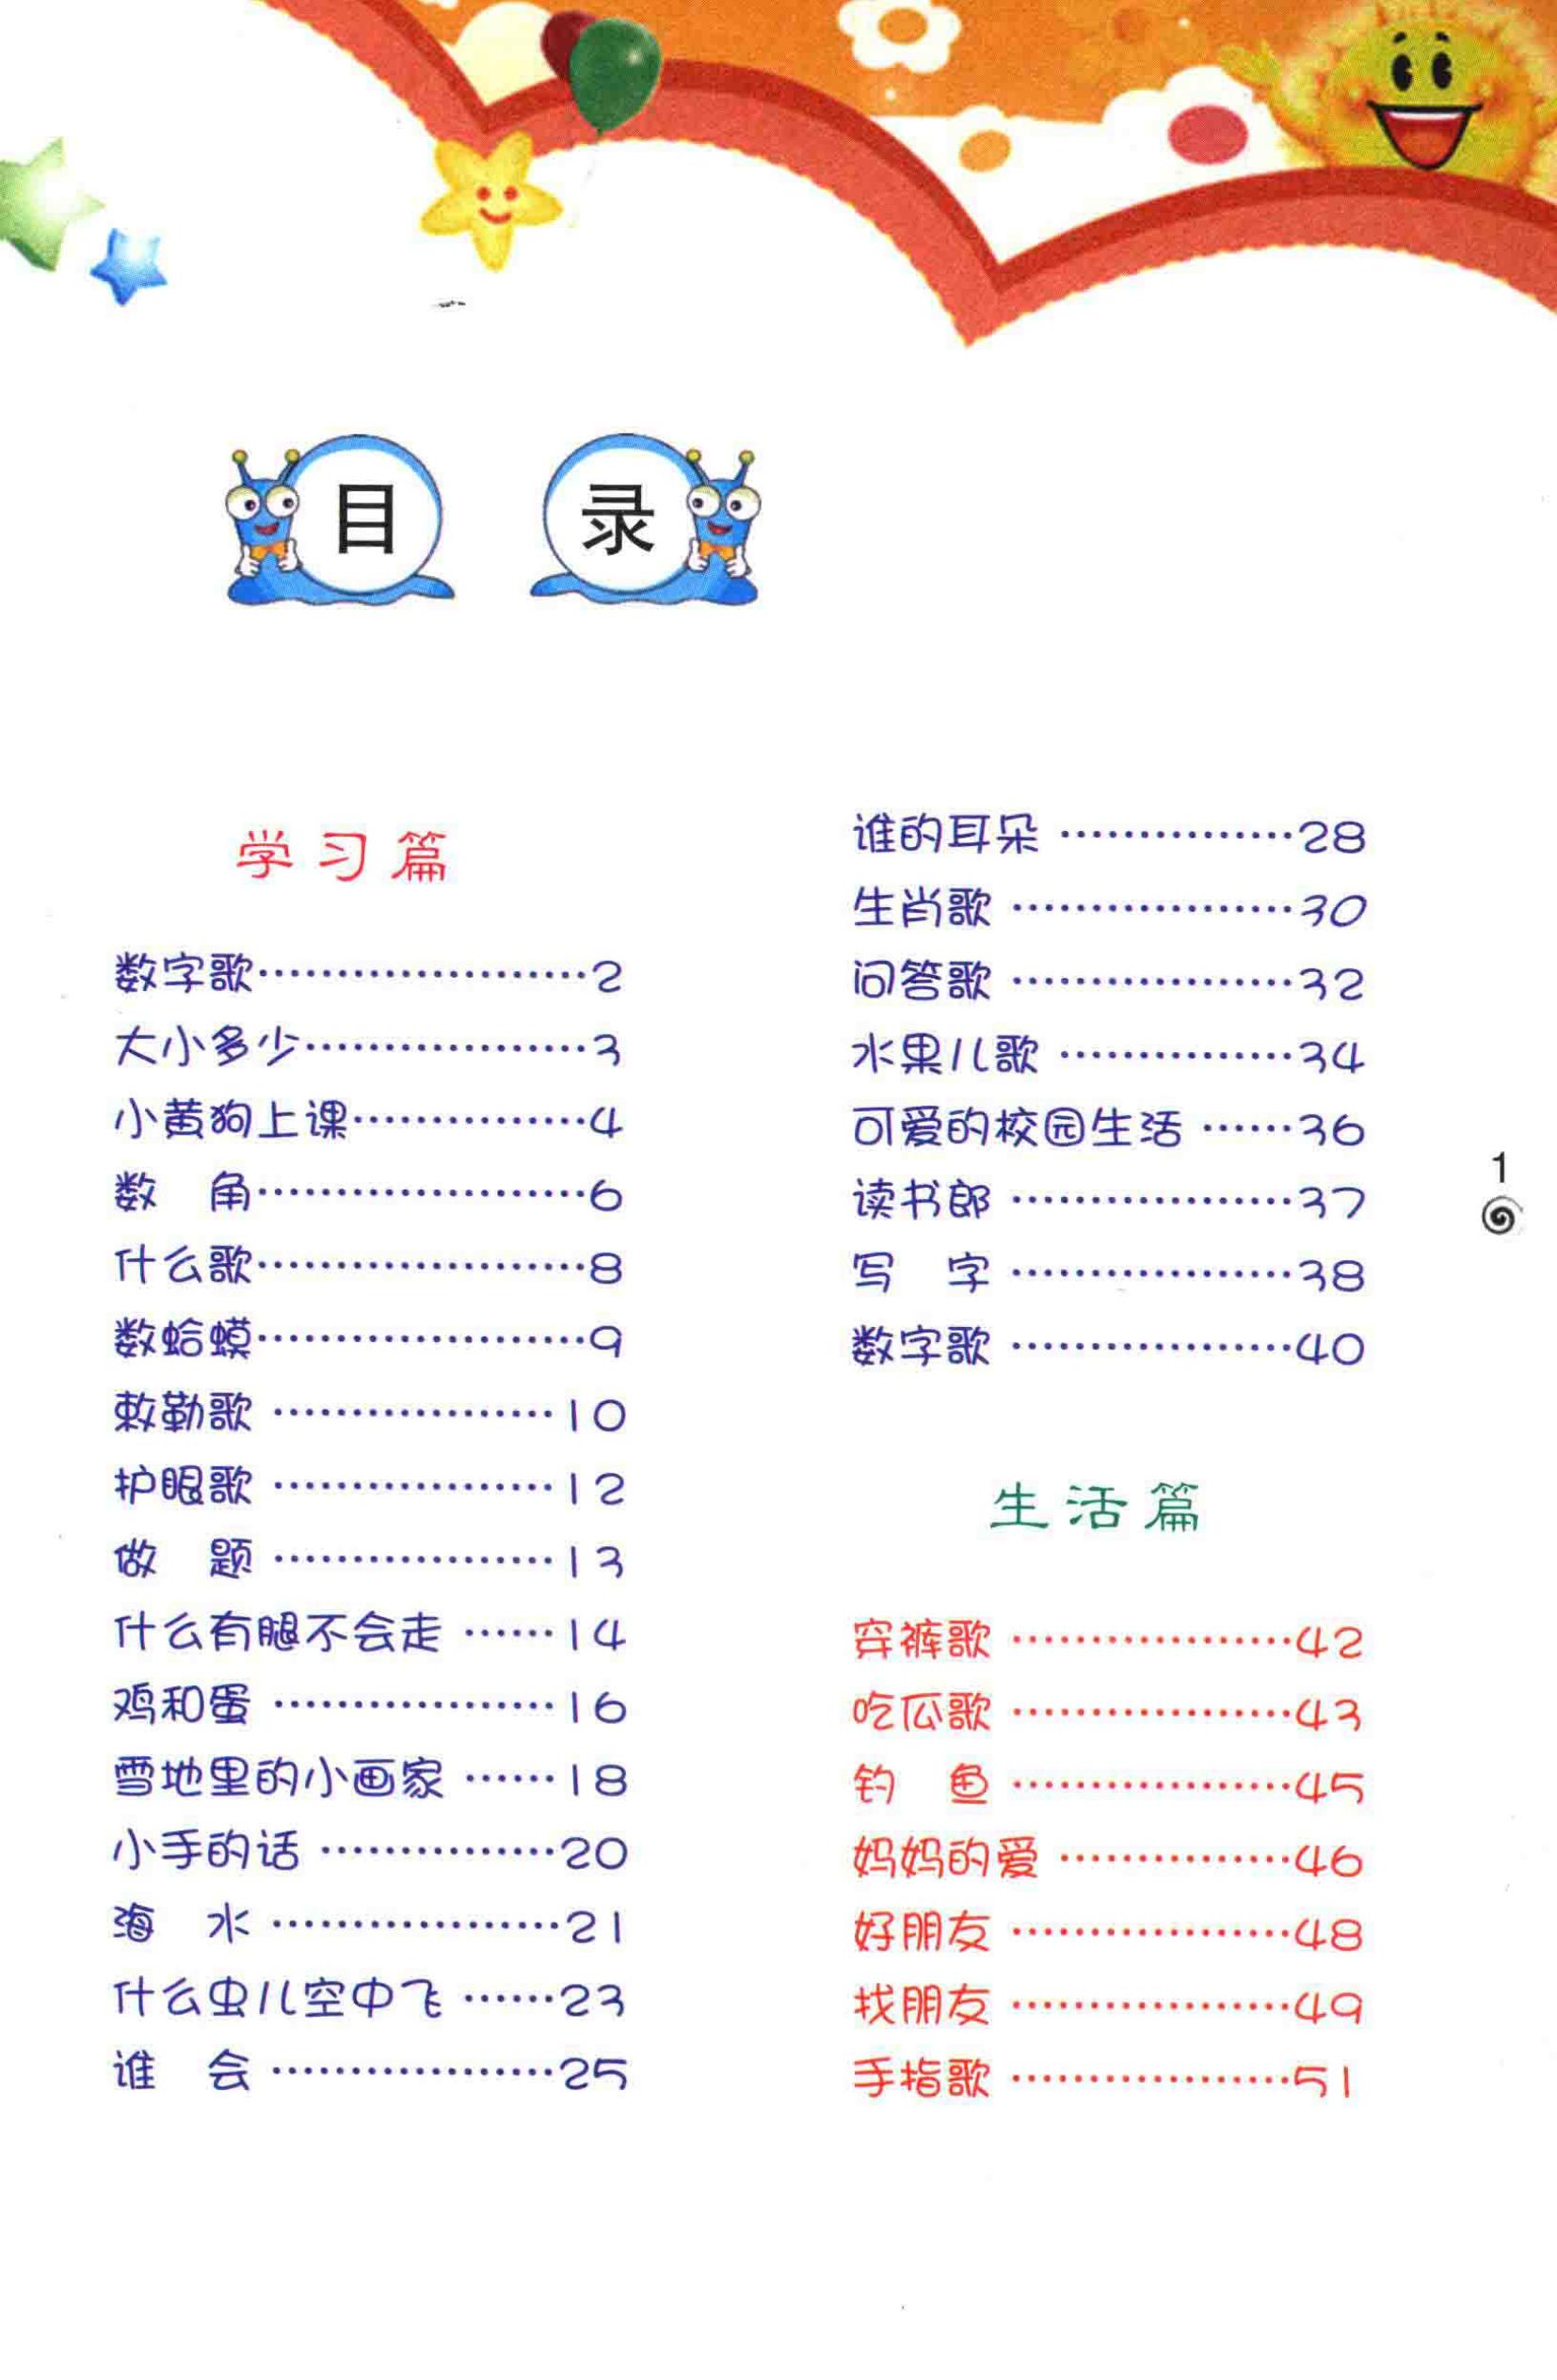 目录
学习篇
数字歌……………………2
大小多少…………………3
小黄狗上课………………4
数　角……………………6
什么歌……………………8
数蛤蟆……………………9
敕勒歌…………………10
护眼歌…………………12
做　题…………………13
什么有腿不会走……14
鸡和蛋…………………16
雪地里的小画家……18
小手的话………………20
海　水…………………21
什么虫儿空中飞……23
谁　会…………………25
谁的耳朵………………28
生肖歌…………………30
问答歌…………………32
水果儿歌………………34
可爱的校园生活……36
读书郎…………………37
写　字…………………38
数字歌…………………40
生活篇
穿裤歌…………………42
吃瓜歌…………………43
钓　鱼…………………45
妈妈的爱………………46
好朋友…………………48
找朋友…………………49
手指歌…………………51
1